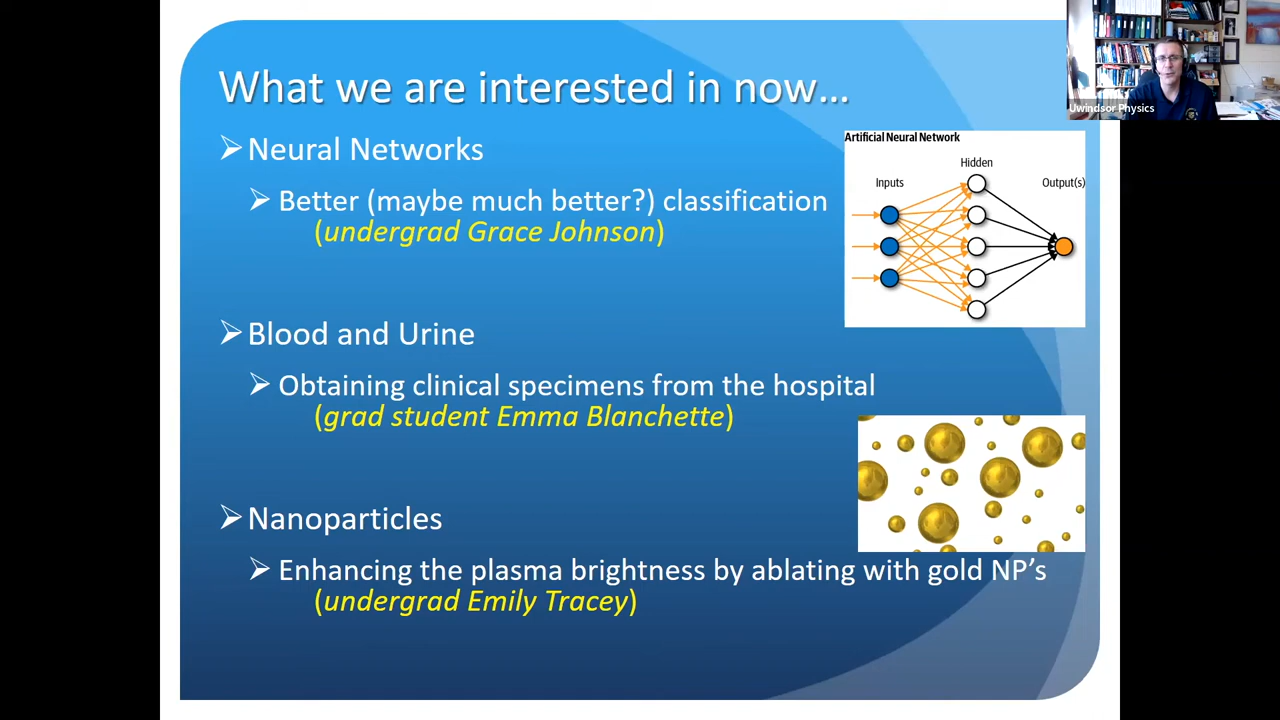 What we are interested in now…
Uwindsor Physics
Neural Networks
Better (maybe much better?) classification
(undergrad Grace Johnson)
Artificial Neural Network
Hidden
Inputs
Output(s)
Blood and Urine
Obtaining clinical specimens from the hospital
(grad student Emma Blanchette)
Nanoparticles
Enhancing the plasma brightness by ablating with gold NP’s
(undergrad Emily Tracey)